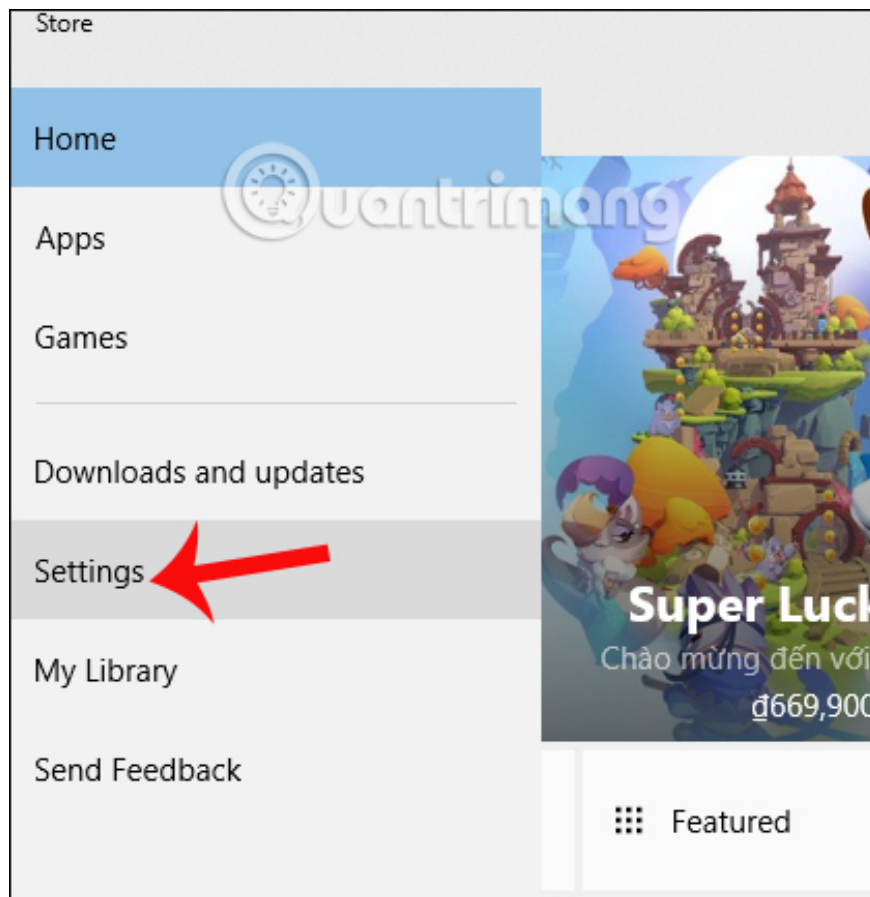 Store
Home
Quantrimang
Apps
Games
Downloads and updates
Settings
My Library
Send Feedback
Super Luck
Chào mừng đến với
₫669,900
Featured